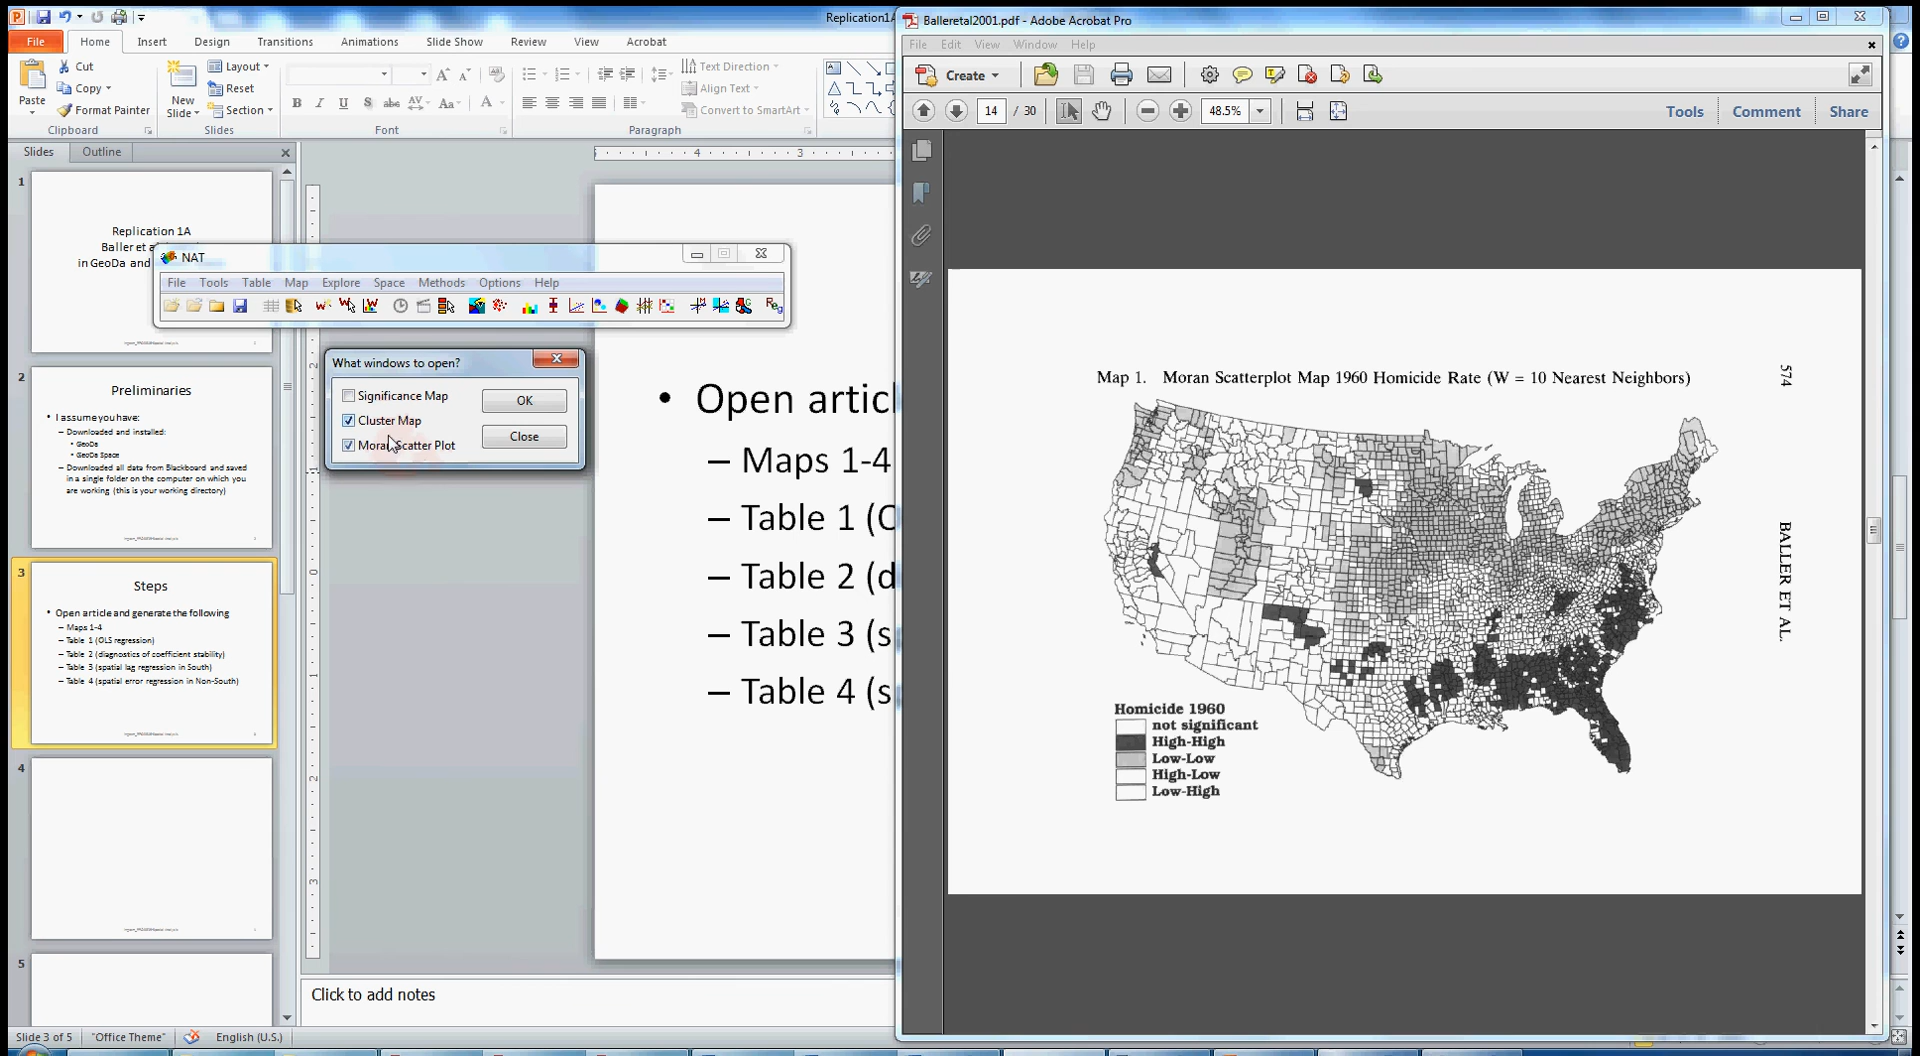 Replication1A
File
Home
Insert
Design
Transitions
Animations
Slide Show
Review
View
Acrobat
Paste
Cut
Copy
Format Painter
Clipboard
New
Slide
Layout
Reset
Section
Slides
Font
Text Direction
Align Text
Convert to SmartArt
Paragraph
Slides
Outline
1
Replication 1A
Baller et a
in GeoDa and
2
Preliminaries
• I assume you have:
– Downloaded and installed:
• GeoDa
• GeoDa Space
– Downloaded all data from Blackboard and saved
in a single folder on the computer on which you
are working (this is your working directory)
3
Steps
• Open article and generate the following
– Maps 1-4
– Table 1 (OLS regression)
– Table 2 (diagnostics of coefficient stability)
– Table 3 (spatial lag regression in South)
– Table 4 (spatial error regression in Non-South)
4
5
NAT
File
Tools
Table
Map
Explore
Space
Methods
Options
Help
What windows to open?
Significance Map
Cluster Map
Moran Scatter Plot
OK
Close
• Open artic
– Maps 1-4
– Table 1 (O
– Table 2 (d
– Table 3 (s
– Table 4 (s
Click to add notes
Slide 3 of 5
"Office Theme"
English (U.S.)
Balleretal2001.pdf - Adobe Acrobat Pro
File
Edit
View
Window
Help
Create
14 / 30
48.5%
Tools
Comment
Share
Map 1. Moran Scatterplot Map 1960 Homicide Rate (W = 10 Nearest Neighbors)
574
BALLER ET AL.
Homicide 1960
not significant
High-High
Low-Low
High-Low
Low-High